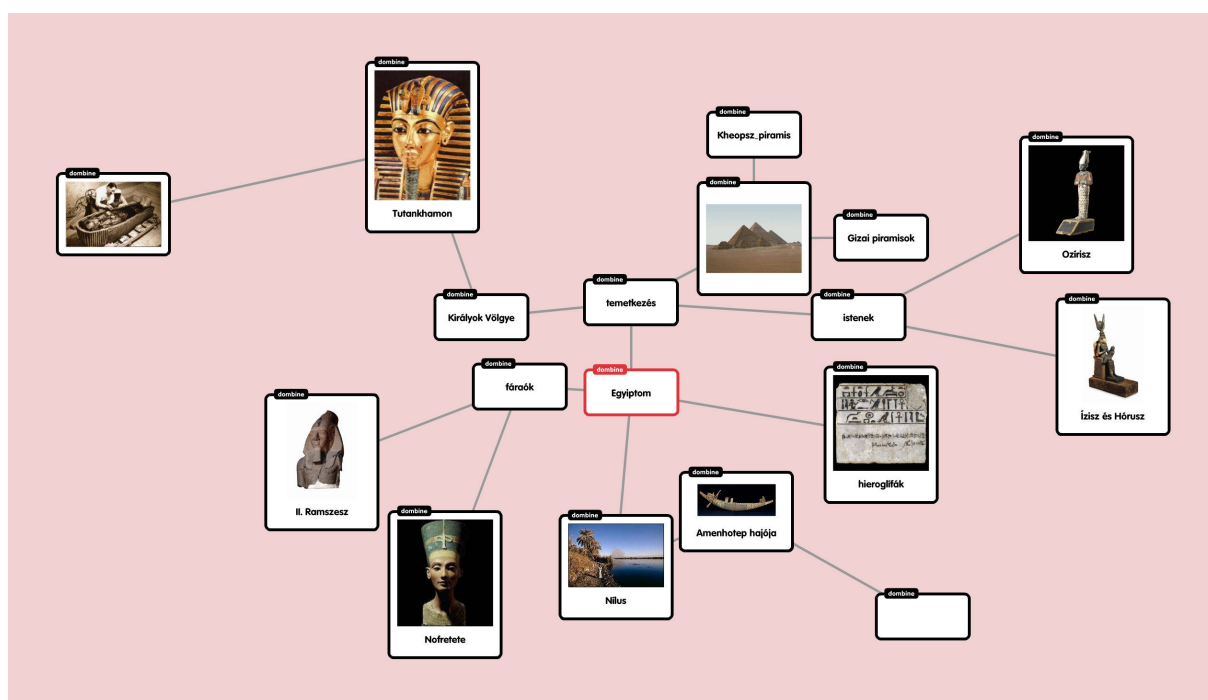 dombine
Tutankhamon
dombine
Kheopsz_piramis
dombine
dombine
Ozírisz
dombine
dombine
Gizai piramisok
dombine
temetkezés
dombine
Királyok Völgye
dombine
istenek
dombine
Ízisz és Hórusz
dombine
fáraók
dombine
Egyiptom
dombine
hieroglifák
dombine
II. Ramszesz
dombine
Amenhotep hajója
dombine
Nofretete
dombine
Nílus
dombine